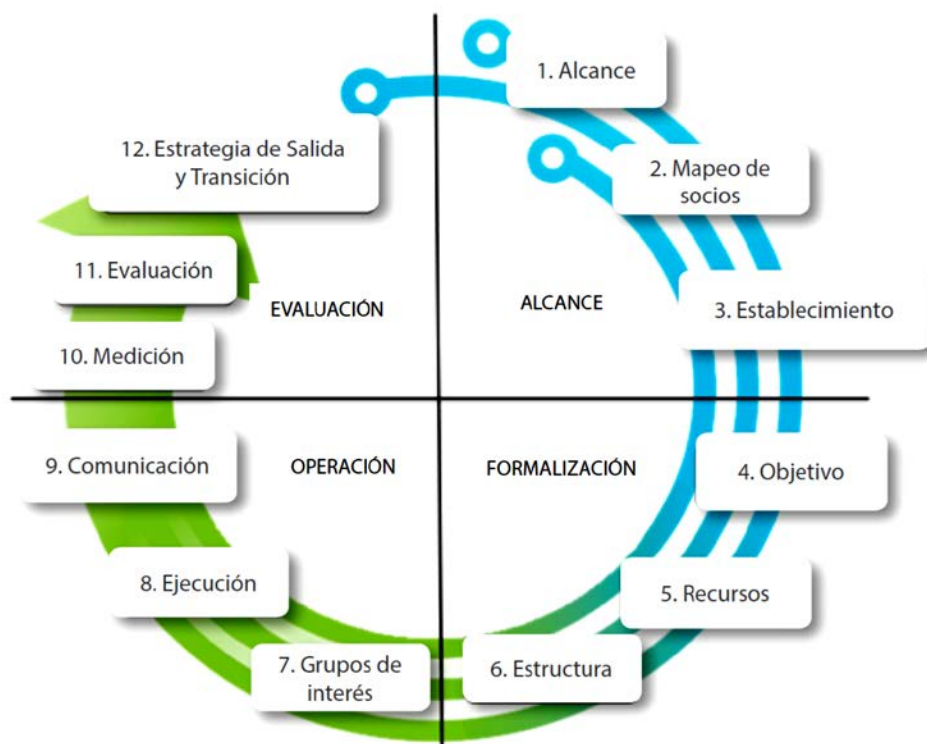 1. Alcance
2. Mapeo de
socios
3. Establecimiento
4. Objetivo
5. Recursos
6. Estructura
7. Grupos de
interés
8. Ejecución
9. Comunicación
10. Medición
11. Evaluación
12. Estrategia de Salida
y Transición
EVALUACIÓN
ALCANCE
OPERACIÓN
FORMALIZACIÓN